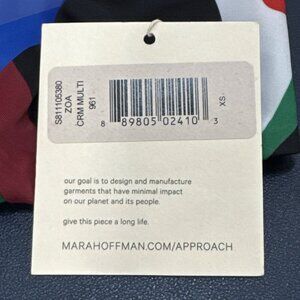 S811105380
ZOA
CRM MULTI
961
XS
8 89805 02410 3
our goal is to design and manufacture
garments that have minimal impact
on our planet and its people.
give this piece a long life.
MARAHOFFMAN.COM/APPROACH